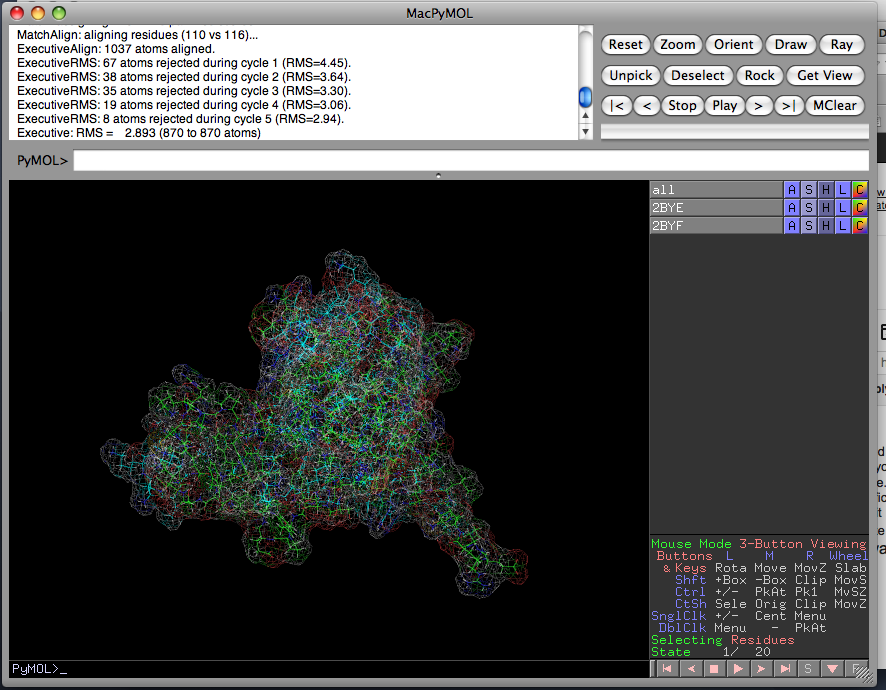 MacPyMOL
MatchAlign: aligning residues (110 vs 116)...
ExecutiveAlign: 1037 atoms aligned.
ExecutiveRMS: 67 atoms rejected during cycle 1 (RMS=4.45).
ExecutiveRMS: 38 atoms rejected during cycle 2 (RMS=3.64).
ExecutiveRMS: 35 atoms rejected during cycle 3 (RMS=3.30).
ExecutiveRMS: 19 atoms rejected during cycle 4 (RMS=3.06).
ExecutiveRMS: 8 atoms rejected during cycle 5 (RMS=2.94).
Executive: RMS = 2.893 (870 to 870 atoms)
Reset Zoom Orient Draw Ray
Unpick Deselect Rock Get View
|< < Stop Play > >| MClear
PyMOL>
all A S H L C
2BYE A S H L C
2BYF A S H L C
Mouse Mode 3-Button Viewing
Buttons L M R Wheel
& Keys Rota Move MovZ Slab
Shft +Box -Box Clip MovS
Ctrl +/- PkAt Pk1 MvSZ
CtSh Sele Orig Clip MovZ
SnglClk +/- Cent Menu
DblClk Menu - PkAt
Selecting Residues
State 1/ 20
PyMOL>_
S F